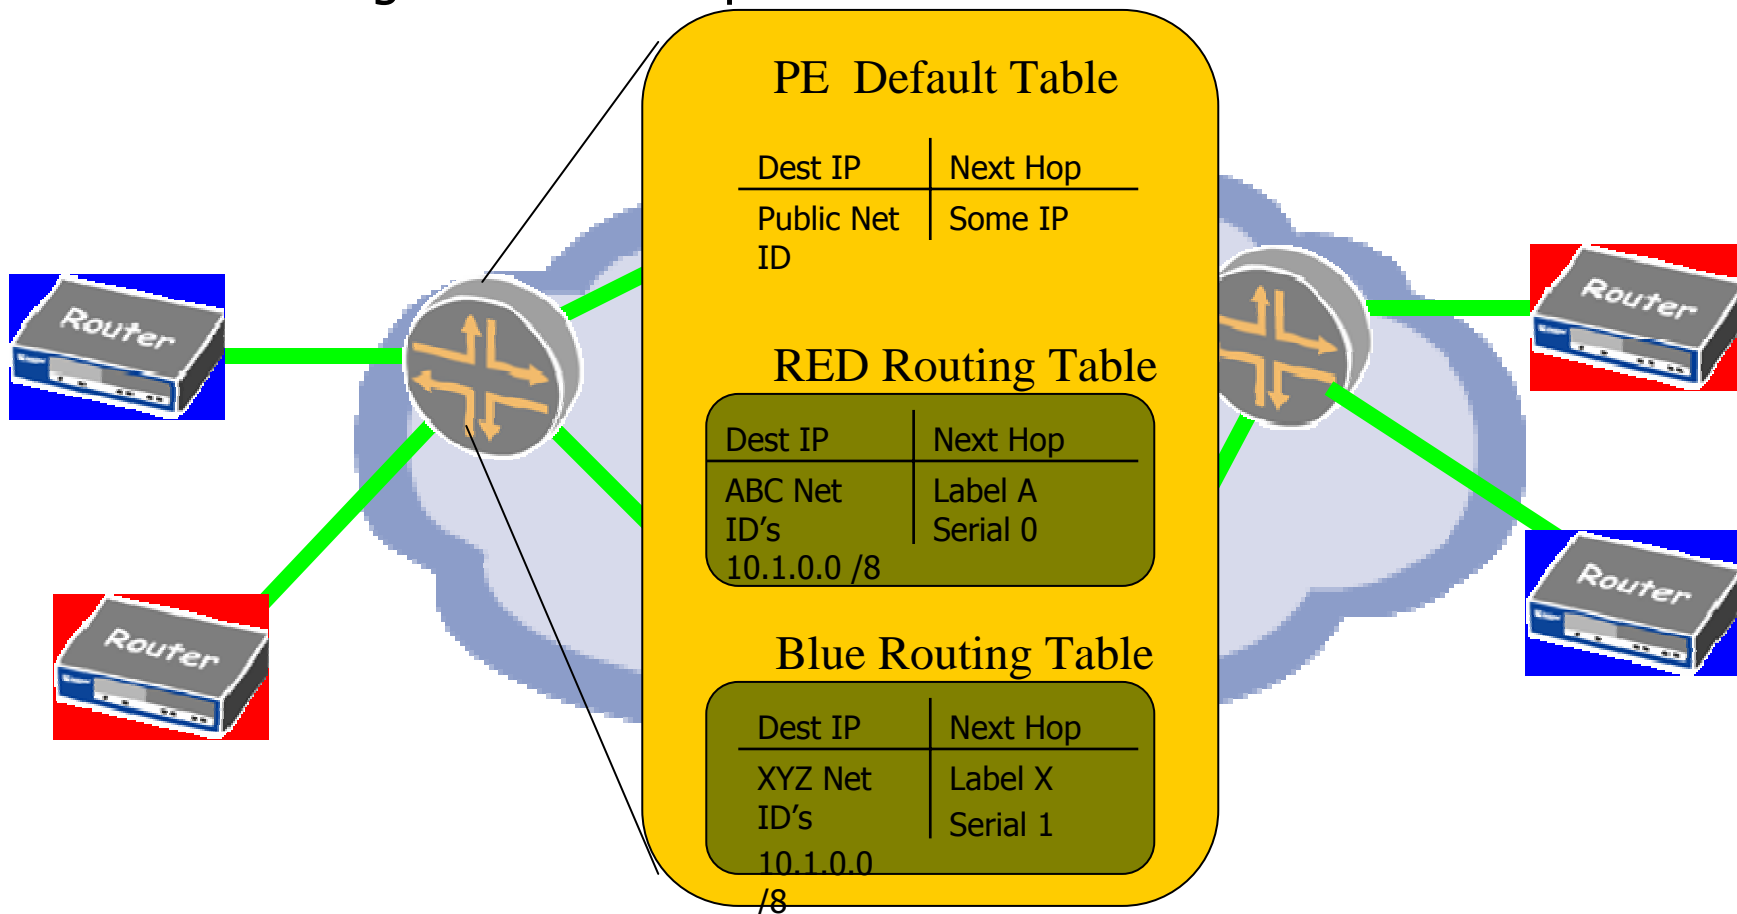 PE Default Table
Dest IP Next Hop
Public Net Some IP
ID
Router
Router
RED Routing Table
Dest IP Next Hop
ABC Net Label A
ID’s Serial 0
10.1.0.0 /8
Router
Router
Blue Routing Table
Dest IP Next Hop
XYZ Net Label X
ID’s Serial 1
10.1.0.0
/8